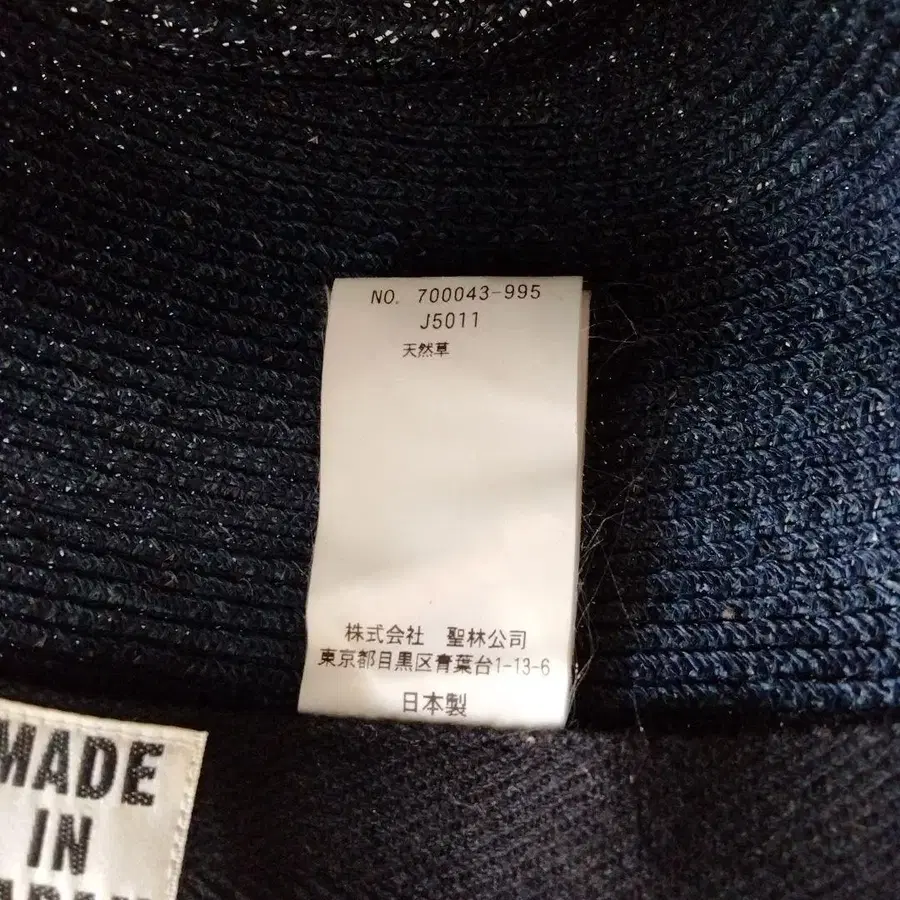 NO. 700043-995
J5011
天然草
株式会社 聖林公司
東京都目黒区青葉台1-13-6
日本製
MADE
IN